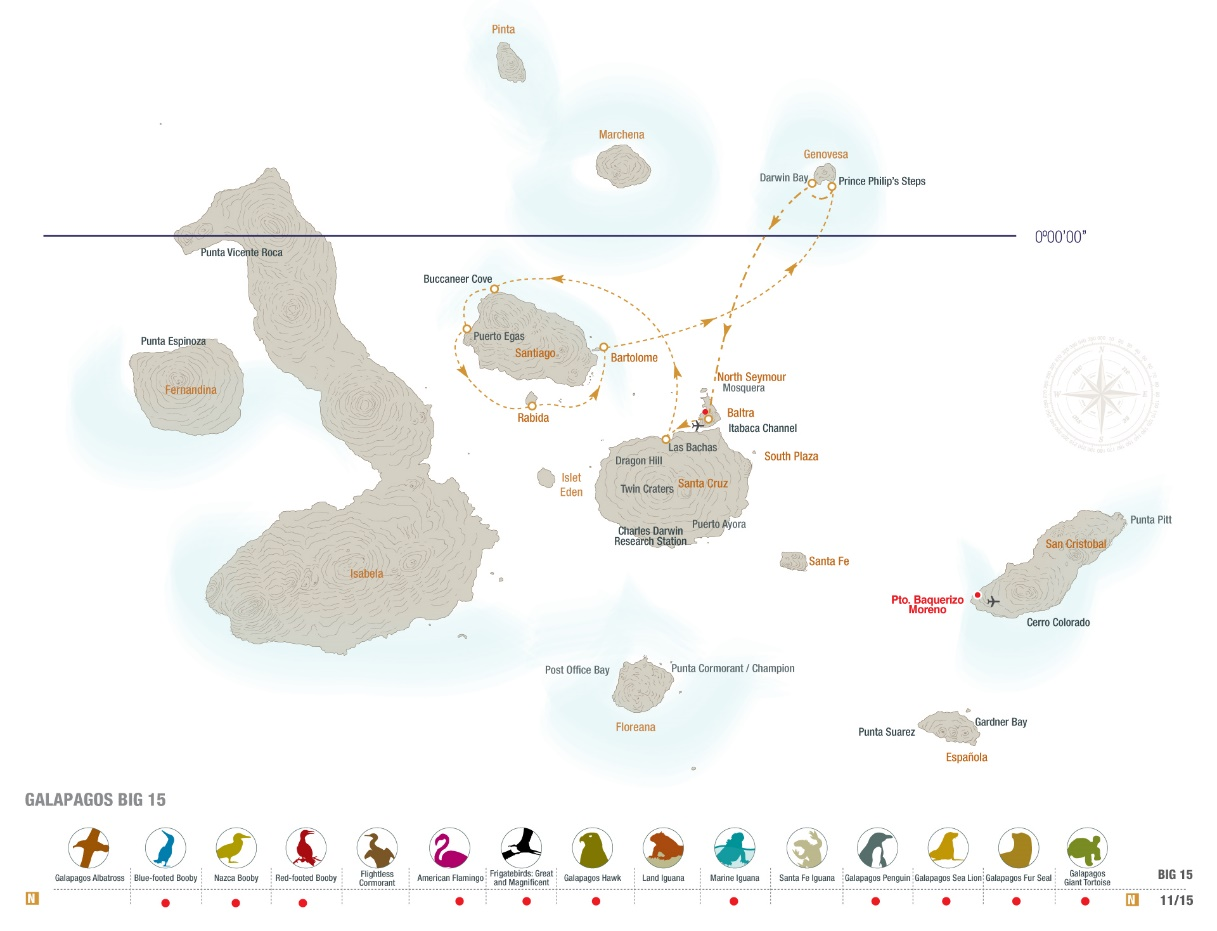 Pinta
Marchena
Genovesa
Darwin Bay
Prince Philip's Steps
0º00'00"
Punta Vicente Roca
Buccaneer Cove
Puerto Egas
Punta Espinoza
Santiago
Bartolome
Fernandina
North Seymour
Mosquera
Rabida
Baltra
Itabaca Channel
Las Bachas
South Plaza
Dragon Hill
Islet
Eden
Twin Craters
Santa Cruz
Puerto Ayora
Charles Darwin
Research Station
Punta Pitt
San Cristobal
Santa Fe
Isabela
Pto. Baquerizo
Moreno
Cerro Colorado
Post Office Bay
Punta Cormorant / Champion
Floreana
Gardner Bay
Punta Suarez
Española
GALAPAGOS BIG 15
Galapagos Albatross
Blue-footed Booby
Nazca Booby
Red-footed Booby
Flightless
Cormorant
American Flamingo
Frigatebirds: Great
and Magnificent
Galapagos Hawk
Land Iguana
Marine Iguana
Santa Fe Iguana
Galapagos Penguin
Galapagos Sea Lion
Galapagos Fur Seal
Galapagos
Giant Tortoise
BIG 15
N
N
11/15